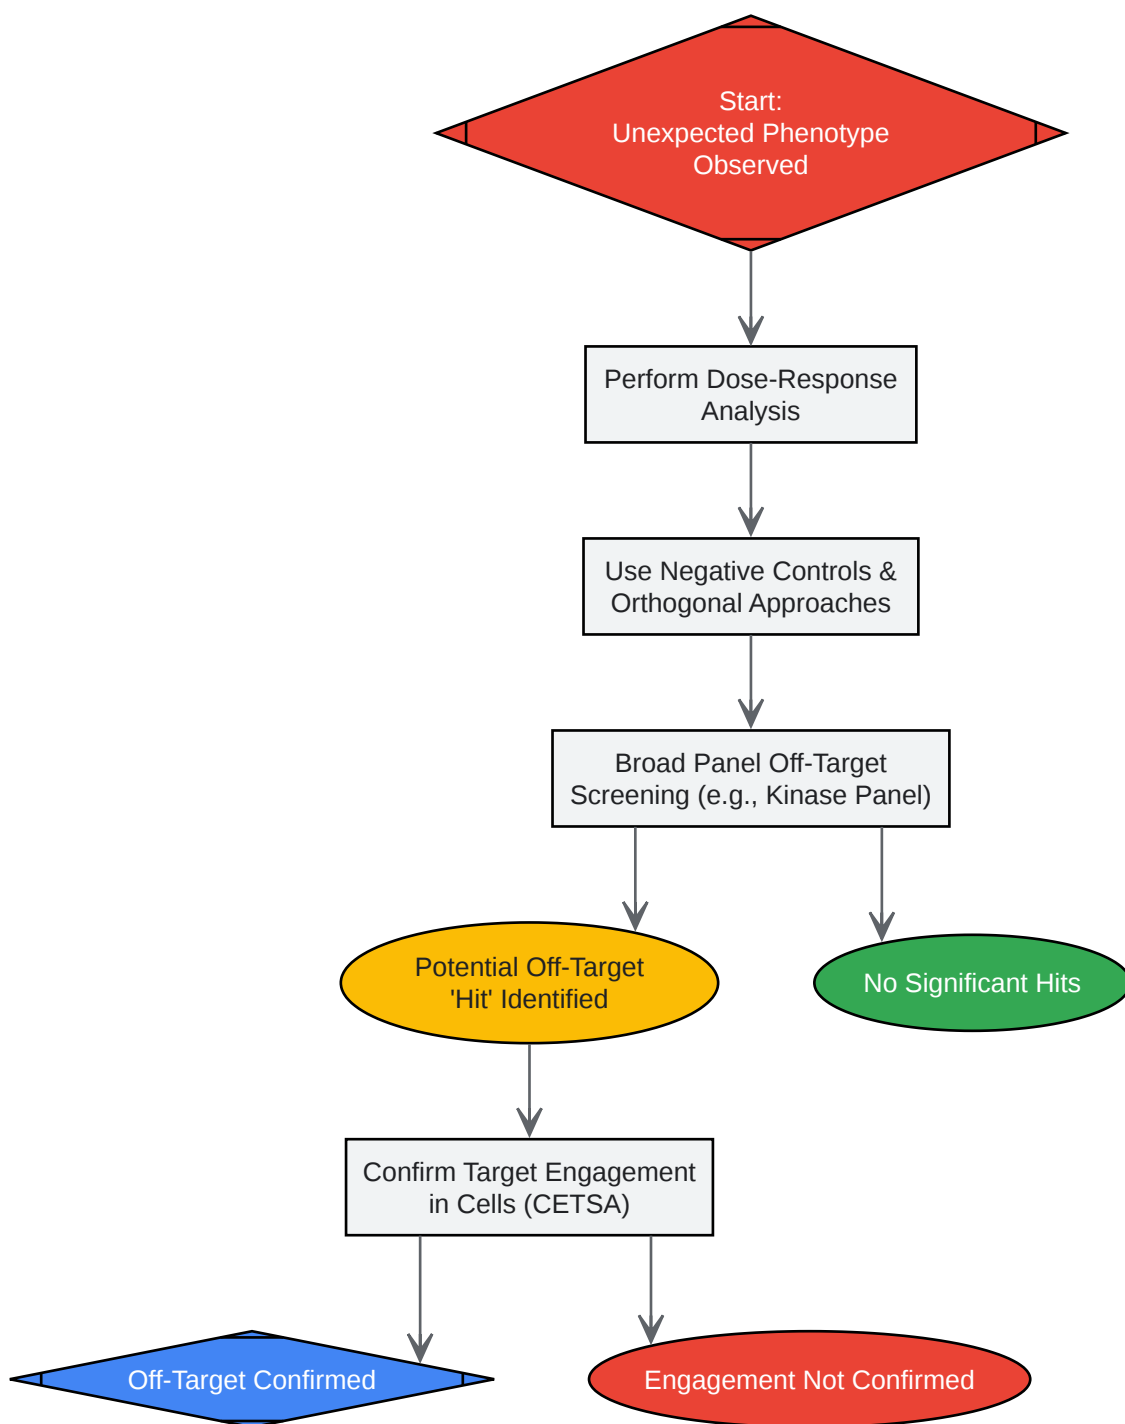 Start:
Unexpected Phenotype
Observed
Perform Dose-Response
Analysis
Use Negative Controls &
Orthogonal Approaches
Broad Panel Off-Target
Screening (e.g., Kinase Panel)
Potential Off-Target
'Hit' Identified
No Significant Hits
Confirm Target Engagement
in Cells (CETSA)
Off-Target Confirmed
Engagement Not Confirmed